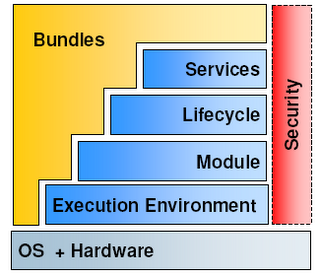 Bundles
Services
Lifecycle
Module
Execution Environment
Security
OS + Hardware